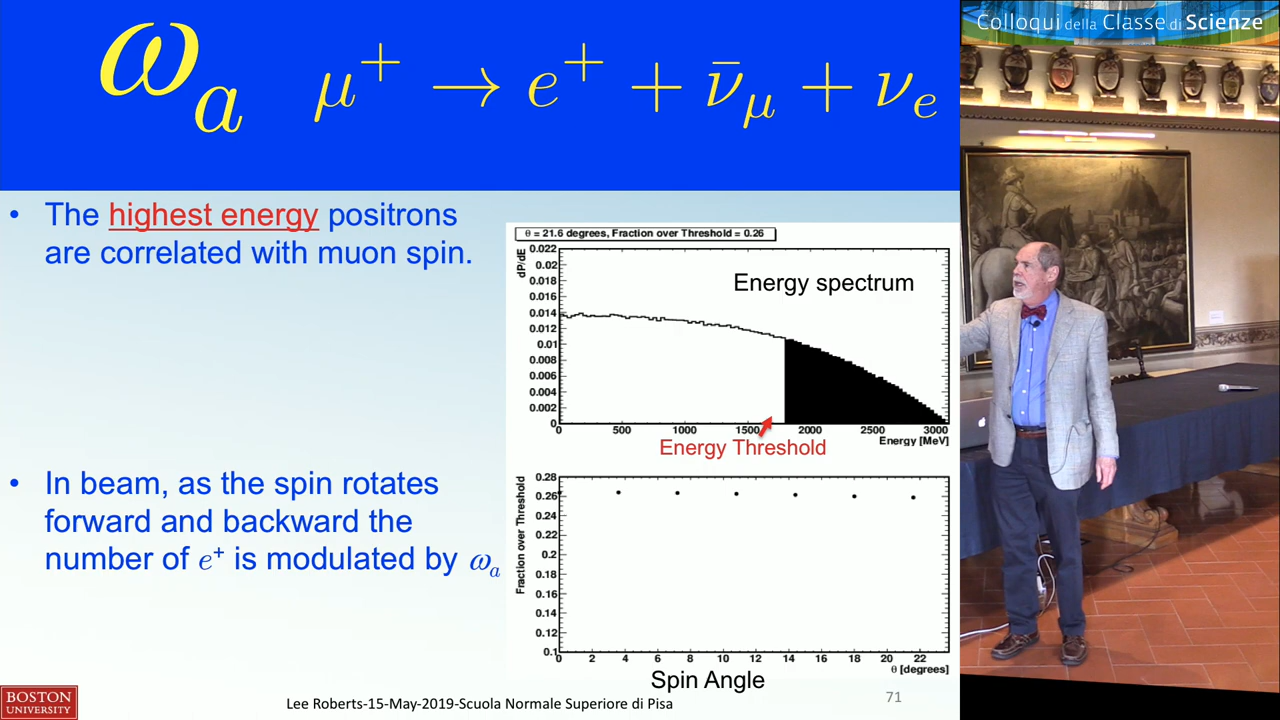 Colloqui della Classe di Scienze
ωₐ μ⁺ → e⁺ + ν̄_μ + νₑ
• The highest energy positrons
are correlated with muon spin.
θ = 21.6 degrees, Fraction over Threshold = 0.26
dP/dE
0.022
0.02
0.018
0.016
0.014
0.012
0.01
0.008
0.006
0.004
0.002
0
Energy spectrum
0 500 1000 1500 2000 2500 3000
Energy [MeV]
Energy Threshold
• In beam, as the spin rotates
forward and backward the
number of e⁺ is modulated by ωₐ
Fraction over Threshold
0.28
0.26
0.24
0.22
0.2
0.18
0.16
0.14
0.12
0.1
0 2 4 6 8 10 12 14 16 18 20 22
θ [degrees]
Spin Angle
BOSTON
UNIVERSITY
Lee Roberts-15-May-2019-Scuola Normale Superiore di Pisa
71